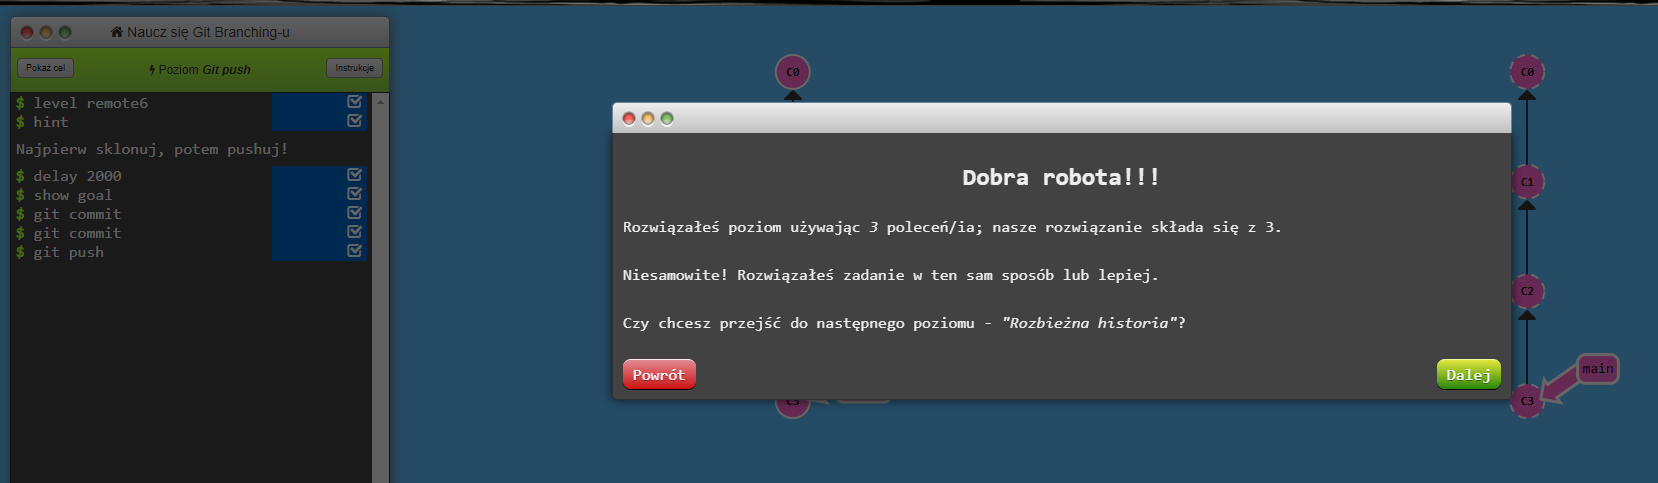 Naucz się Git Branching-u
Pokaż cel
Poziom Git push
Instrukcje
$ level remote6
$ hint
Najpierw sklonuj, potem pushuj!
$ delay 2000
$ show goal
$ git commit
$ git commit
$ git push
C0
C0
Dobra robota!!!
Rozwiązałeś poziom używając 3 poleceń/ia; nasze rozwiązanie składa się z 3.
Niesamowite! Rozwiązałeś zadanie w ten sam sposób lub lepiej.
Czy chcesz przejść do następnego poziomu - "Rozbieżna historia"?
Powrót
Dalej
C1
C2
main
C3
C3